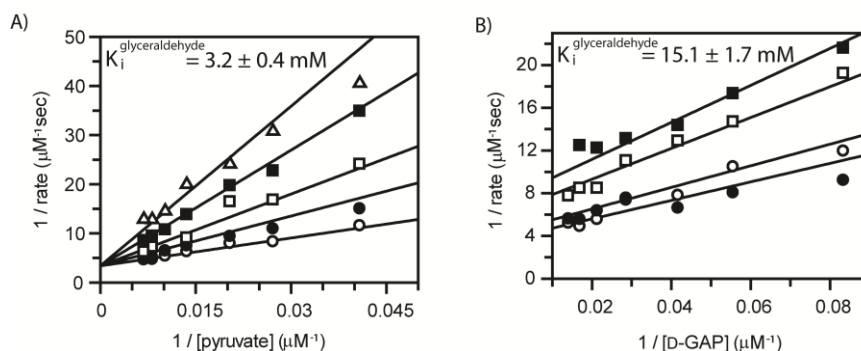 A)
K_i^glyceraldehyde = 3.2 ± 0.4 mM
50
40
30
20
10
0
1 / rate (μM⁻¹sec)
0
0.015
0.03
0.045
1 / [pyruvate] (μM⁻¹)
B)
K_i^glyceraldehyde = 15.1 ± 1.7 mM
20
16
12
8
4
0
1 / rate (μM⁻¹sec)
0.02
0.04
0.06
0.08
1 / [D-GAP] (μM⁻¹)